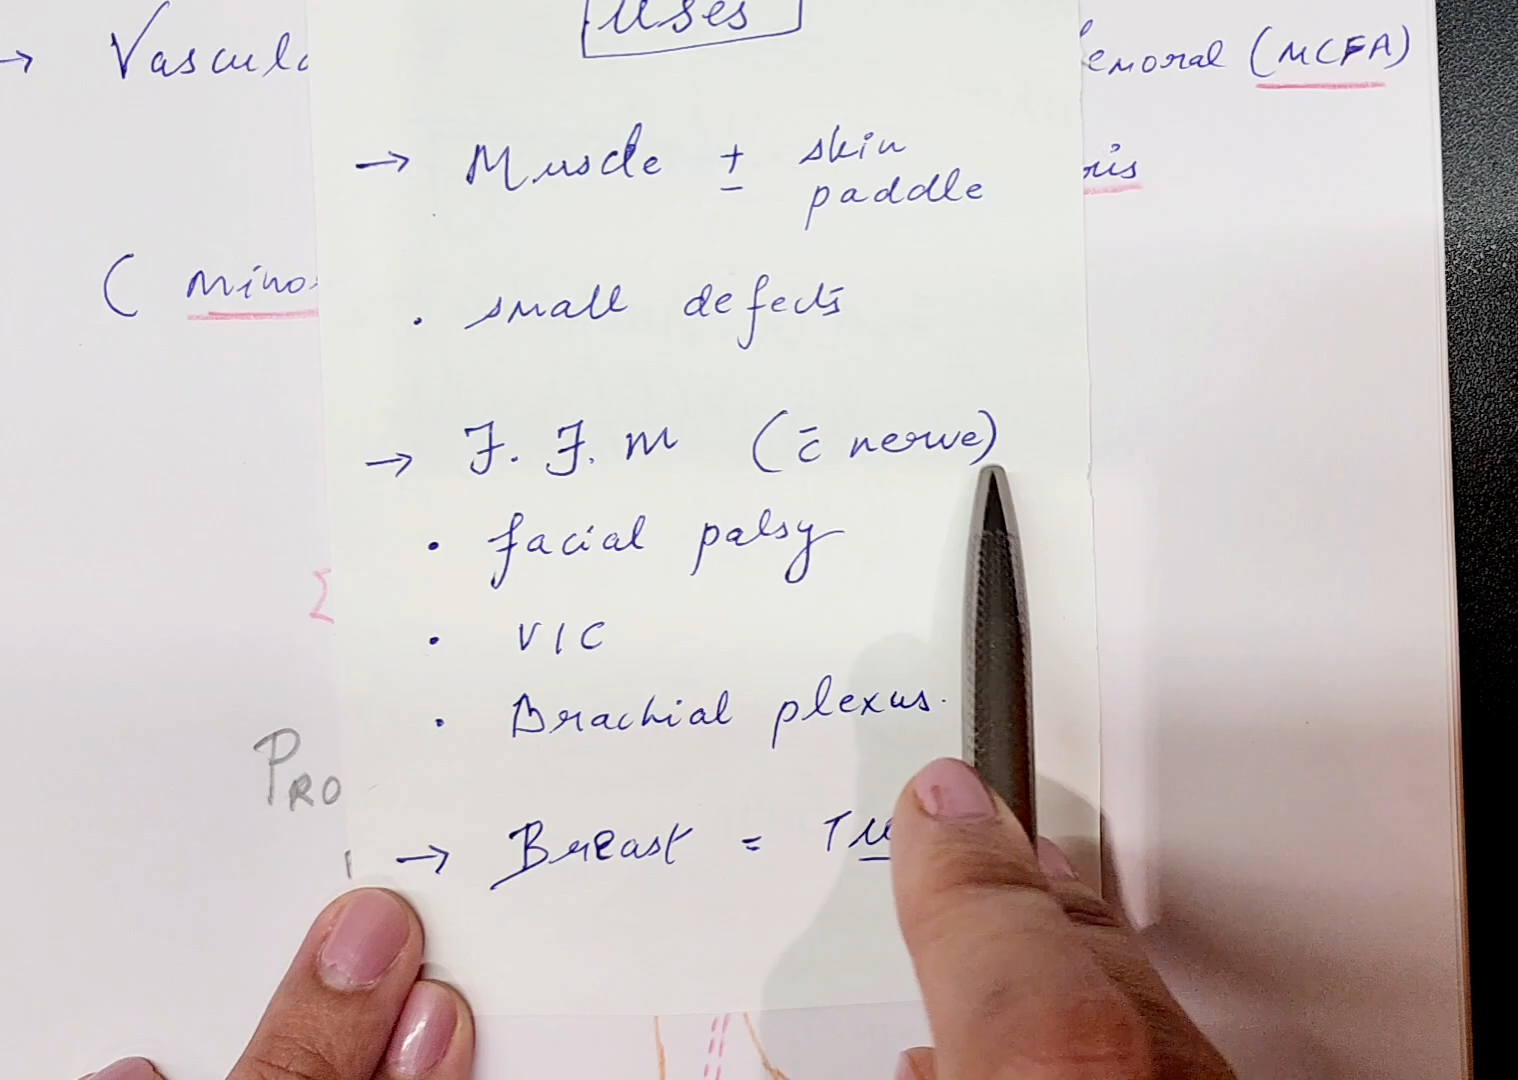 uses
→ Vascul
emoral (MCFA)
→ Muscle ± skin
paddle
ris
( mino
. small defects
→ F. F. M (c̄ nerve)
. facial palsy
. VIC
. Brachial plexus.
PRO
→ Breast = TU